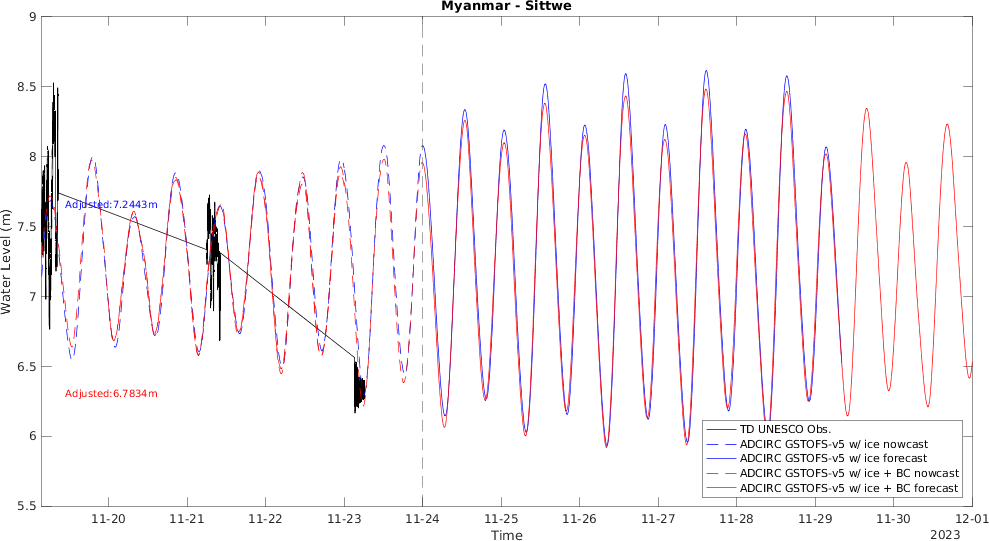 Myanmar - Sittwe
9
8.5
8
7.5
7
6.5
6
5.5
Water Level (m)
Adjusted:7.2443m
Adjusted:6.7834m
TD UNESCO Obs.
ADCIRC GSTOFS-v5 w/ ice nowcast
ADCIRC GSTOFS-v5 w/ ice forecast
ADCIRC GSTOFS-v5 w/ ice + BC nowcast
ADCIRC GSTOFS-v5 w/ ice + BC forecast
11-20 11-21 11-22 11-23 11-24 11-25 11-26 11-27 11-28 11-29 11-30 12-01
Time
2023